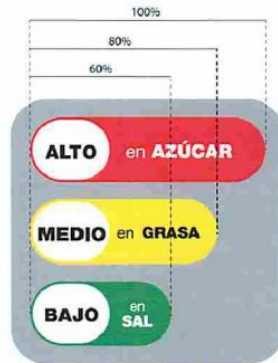 100%
80%
60%
ALTO en AZÚCAR
MEDIO en GRASA
BAJO en
SAL